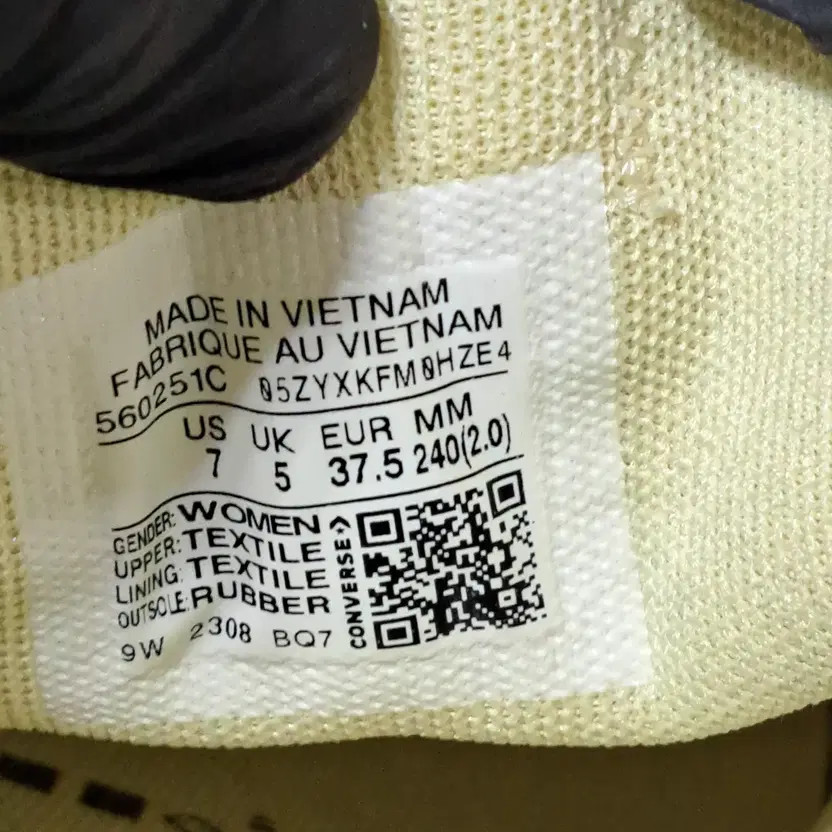 MADE IN VIETNAM
FABRIQUE AU VIETNAM
560251C 05ZYXKFM0HZE4
US UK EUR MM
7 5 37.5 240(2.0)
GENDER: WOMEN
UPPER: TEXTILE
LINING: TEXTILE
OUTSOLE: RUBBER
9W 2308 BQ7
CONVERSE